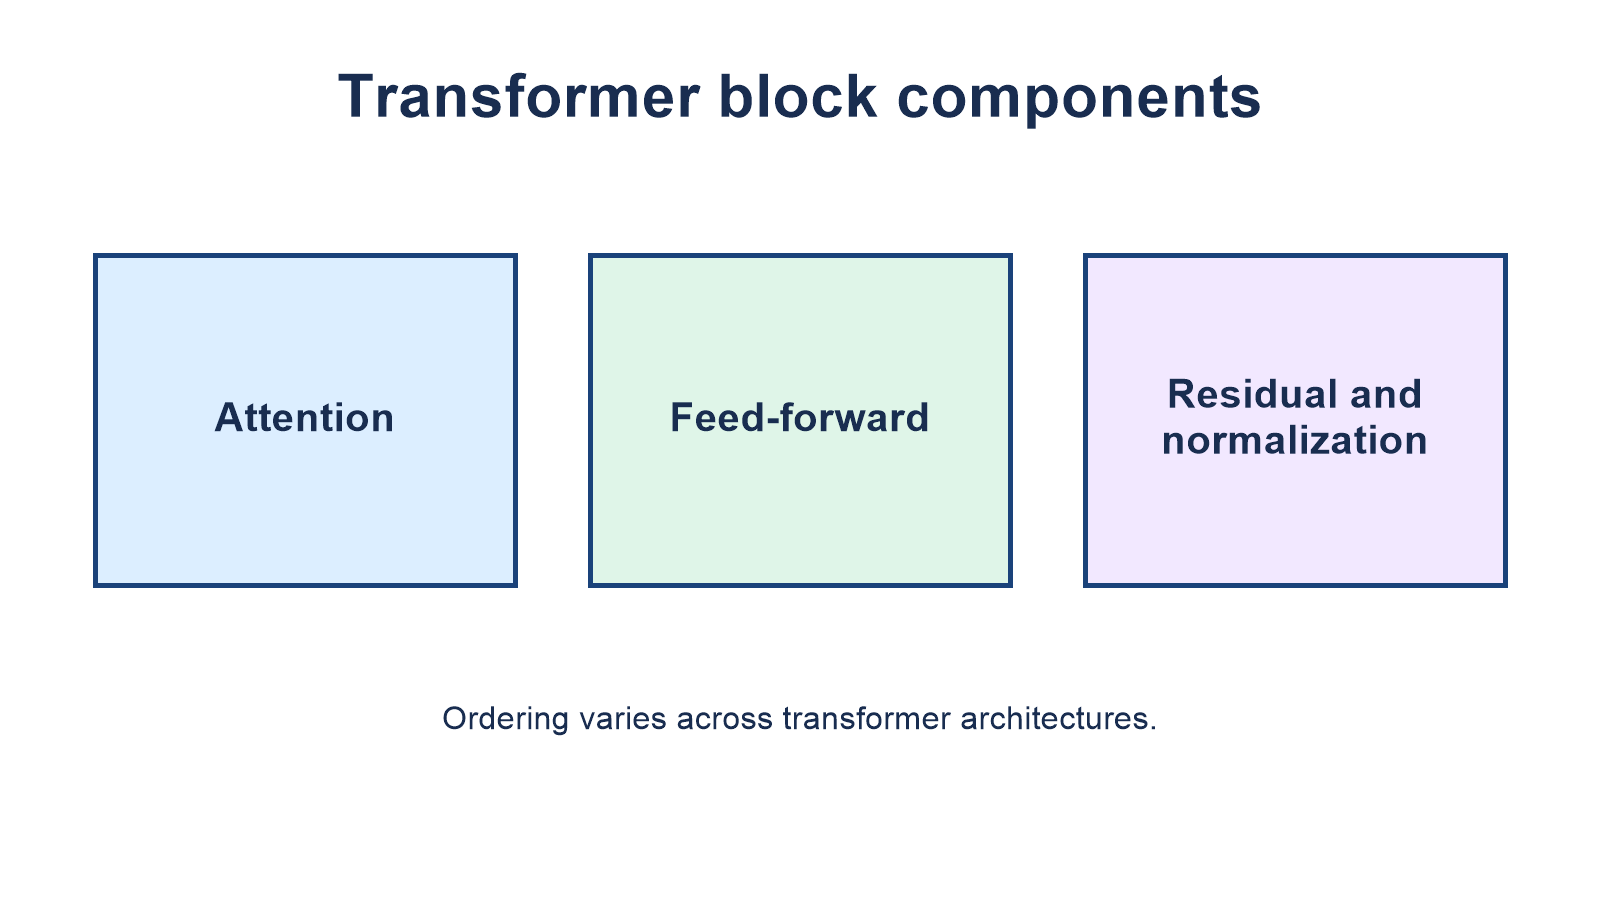 Transformer block components
Attention
Feed-forward
Residual and
normalization
Ordering varies across transformer architectures.